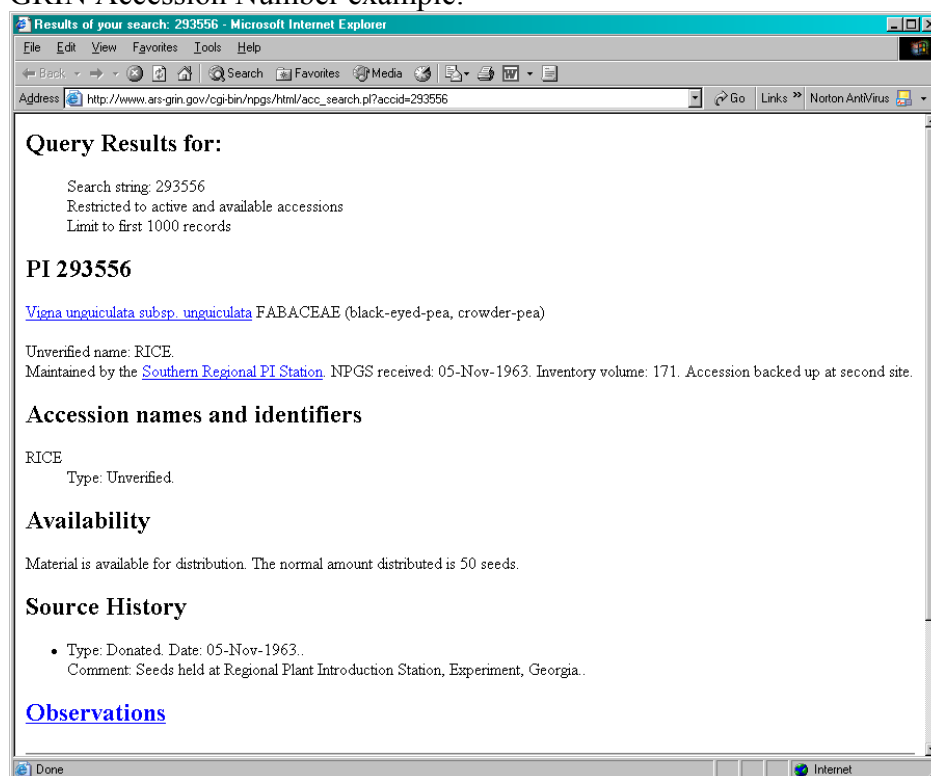 GRIN Accession Number example:
Results of your search: 293556 - Microsoft Internet Explorer
File Edit View Favorites Tools Help
Back Search Favorites Media
Address http://www.ars-grin.gov/cgi-bin/npgs/html/acc_search.pl?accid=293556 Go Links » Norton AntiVirus
Query Results for:
Search string: 293556
Restricted to active and available accessions
Limit to first 1000 records
PI 293556
Vigna unguiculata subsp. unguiculata FABACEAE (black-eyed-pea, crowder-pea)
Unverified name: RICE.
Maintained by the Southern Regional PI Station. NPGS received: 05-Nov-1963. Inventory volume: 171. Accession backed up at second site.
Accession names and identifiers
RICE
Type: Unverified.
Availability
Material is available for distribution. The normal amount distributed is 50 seeds.
Source History
• Type: Donated. Date: 05-Nov-1963..
Comment: Seeds held at Regional Plant Introduction Station, Experiment, Georgia..
Observations
Done Internet